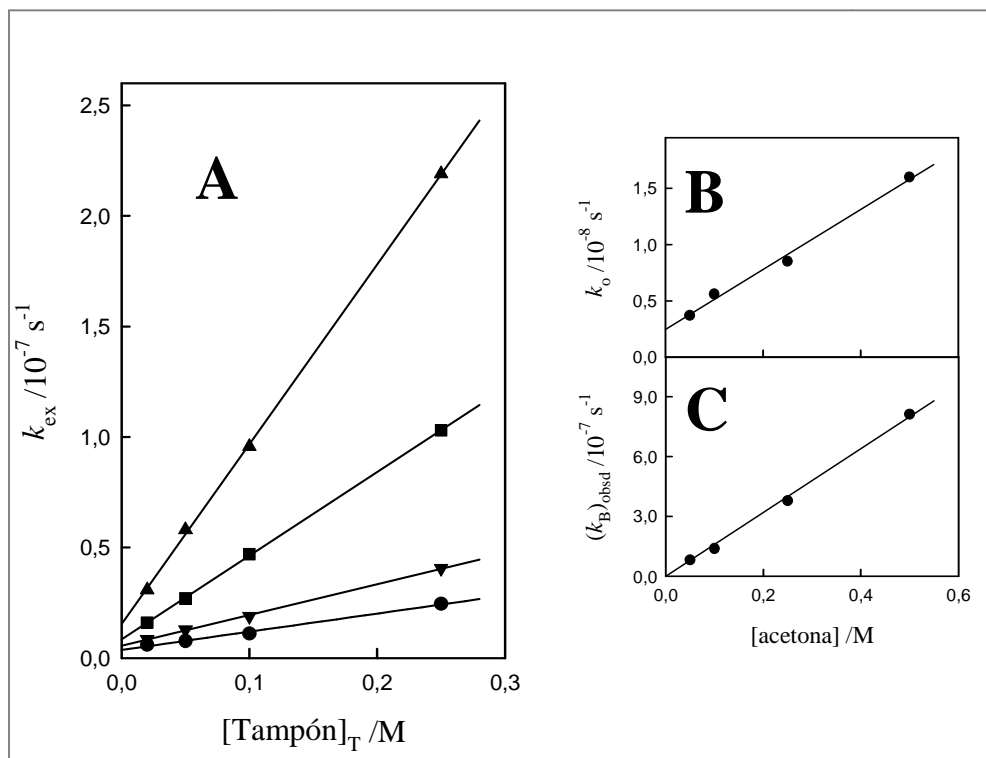 A
2,5
2,0
1,5
1,0
0,5
0,0
k_ex /10^-7 s^-1
0,0 0,1 0,2 0,3
[Tampón]_T /M
B
1,5
1,0
0,5
0,0
k_o /10^-8 s^-1
C
9,0
6,0
3,0
0,0
(k_B)_obsd /10^-7 s^-1
0,0 0,2 0,4 0,6
[acetona] /M